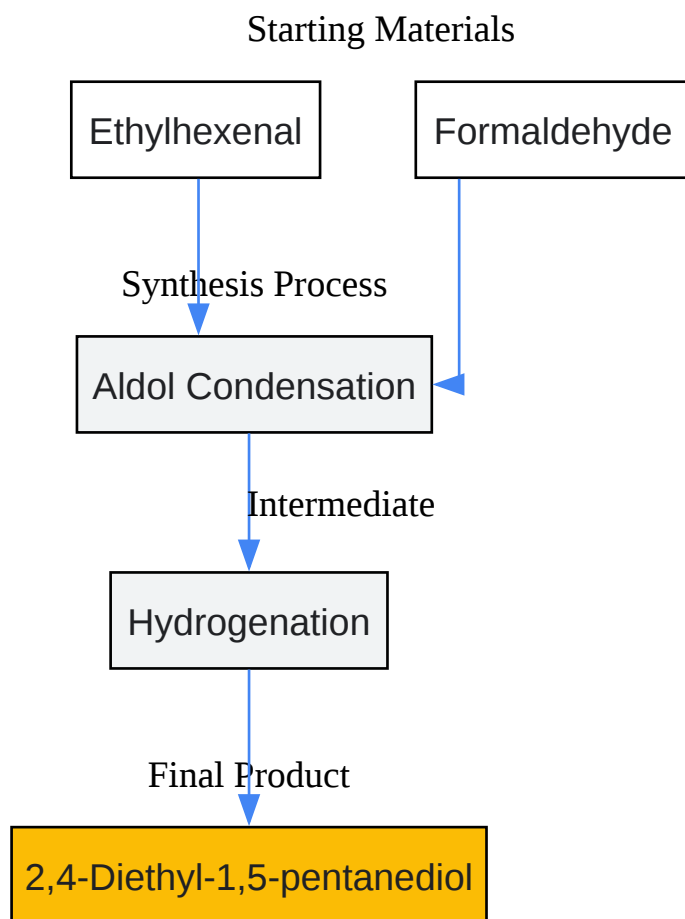 Starting Materials
Ethylhexenal
Formaldehyde
Synthesis Process
Aldol Condensation
Intermediate
Hydrogenation
Final Product
2,4-Diethyl-1,5-pentanediol